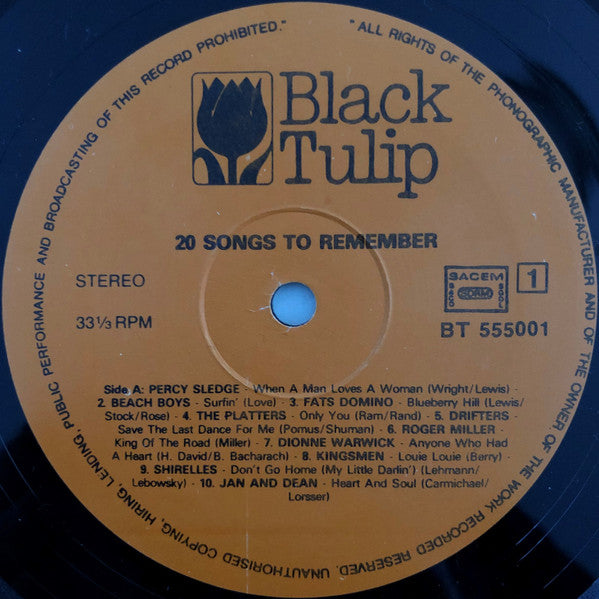 "ALL RIGHTS OF THE PHONOGRAPHIC MANUFACTURER AND OF THE OWNER OF THE WORK RECORDED RESERVED. UNAUTHORISED COPYING, HIRING, LENDING, PUBLIC PERFORMANCE AND BROADCASTING OF THIS RECORD PROHIBITED."
Black
Tulip
20 SONGS TO REMEMBER
STEREO
SACEM
1
33⅓ RPM
BT 555001
Side A: PERCY SLEDGE - When A Man Loves A Woman (Wright/Lewis) -
2. BEACH BOYS - Surfin' (Love) - 3. FATS DOMINO - Blueberry Hill (Lewis/
Stock/Rose) - 4. THE PLATTERS - Only You (Ram/Rand) - 5. DRIFTERS -
Save The Last Dance For Me (Pomus/Shuman) - 6. ROGER MILLER -
King Of The Road (Miller) - 7. DIONNE WARWICK - Anyone Who Had
A Heart (H. David/B. Bacharach) - 8. KINGSMEN - Louie Louie (Berry) -
9. SHIRELLES - Don't Go Home (My Little Darlin') (Lehmann/
Lebowsky) - 10. JAN AND DEAN - Heart And Soul (Carmichael/
Lorsser)